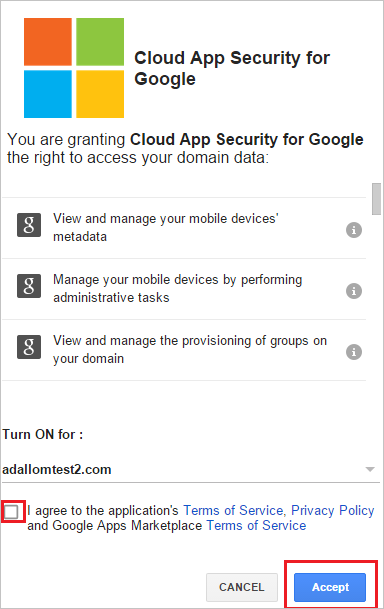 Cloud App Security for
Google
You are granting Cloud App Security for Google
the right to access your domain data:
g View and manage your mobile devices'
metadata i
g Manage your mobile devices by performing
administrative tasks i
g View and manage the provisioning of groups on
your domain i
Turn ON for :
adallomtest2.com
I agree to the application's Terms of Service, Privacy Policy
and Google Apps Marketplace Terms of Service
CANCEL Accept